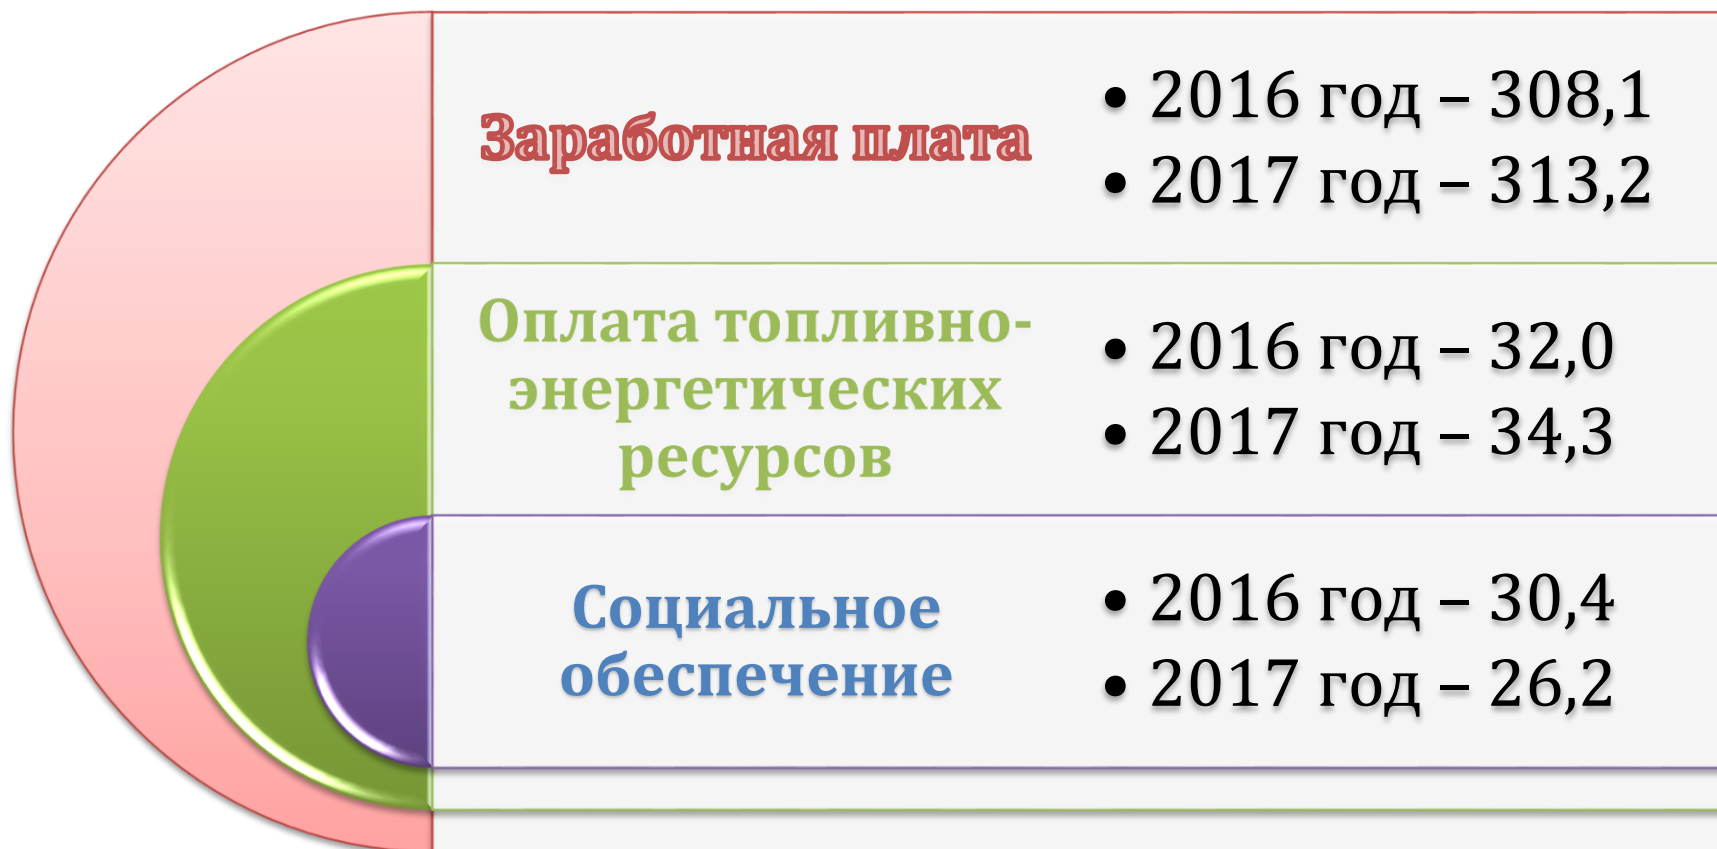 Заработная плата
• 2016 год – 308,1
• 2017 год – 313,2
Оплата топливно-
энергетических
ресурсов
• 2016 год – 32,0
• 2017 год – 34,3
Социальное
обеспечение
• 2016 год – 30,4
• 2017 год – 26,2